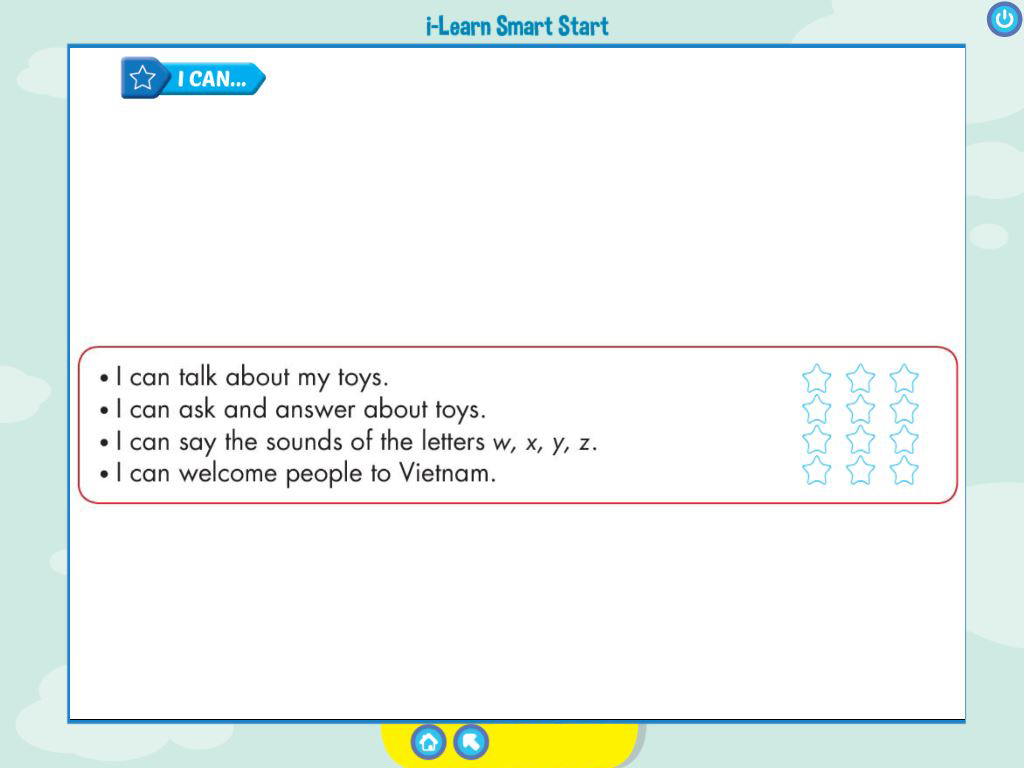 i-Learn Smart Start
I CAN...
• I can talk about my toys.
• I can ask and answer about toys.
• I can say the sounds of the letters w, x, y, z.
• I can welcome people to Vietnam.